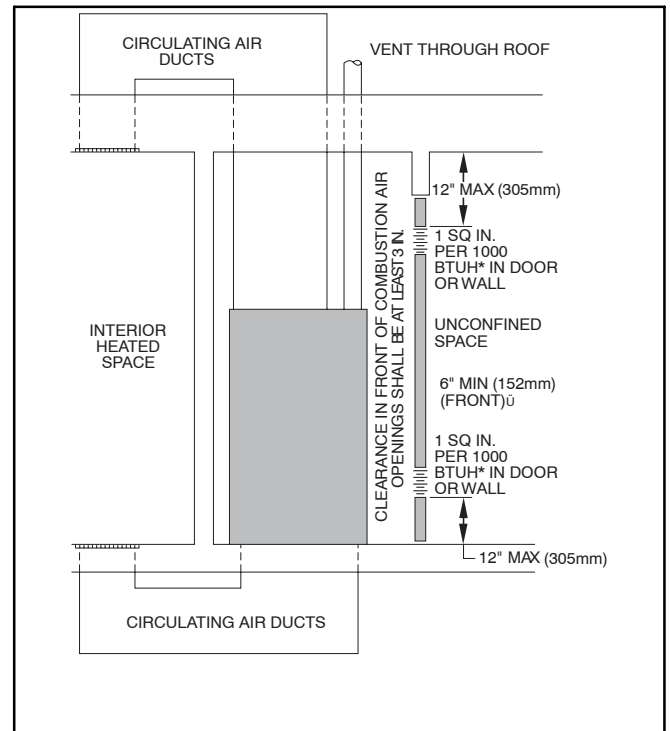 CIRCULATING AIR
DUCTS
VENT THROUGH ROOF
12" MAX (305mm)
1 SQ IN.
PER 1000
BTUH* IN DOOR
OR WALL
CLEARANCE IN FRONT OF COMBUSTION AIR
OPENINGS SHALL BE AT LEAST 3 IN.
INTERIOR
HEATED
SPACE
UNCONFINED
SPACE
6" MIN (152mm)
(FRONT)Ü
1 SQ IN.
PER 1000
BTUH* IN DOOR
OR WALL
12" MAX (305mm)
CIRCULATING AIR DUCTS